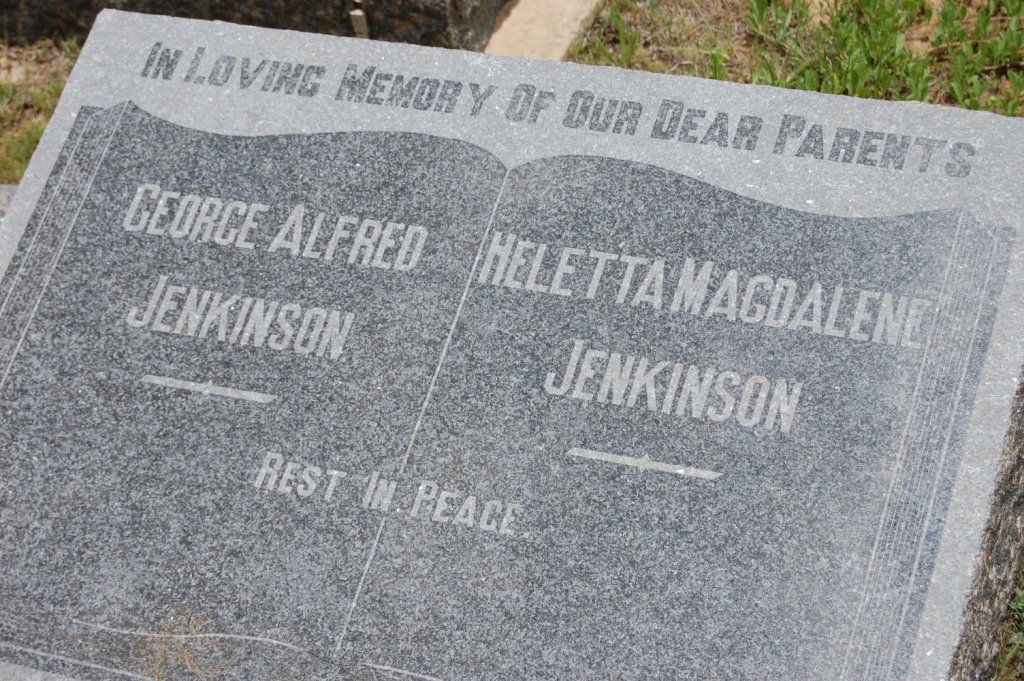 In Loving Memory Of Our Dear Parents
George Alfred
Jenkinson
Heletta Magdalene
Jenkinson
Rest In Peace.